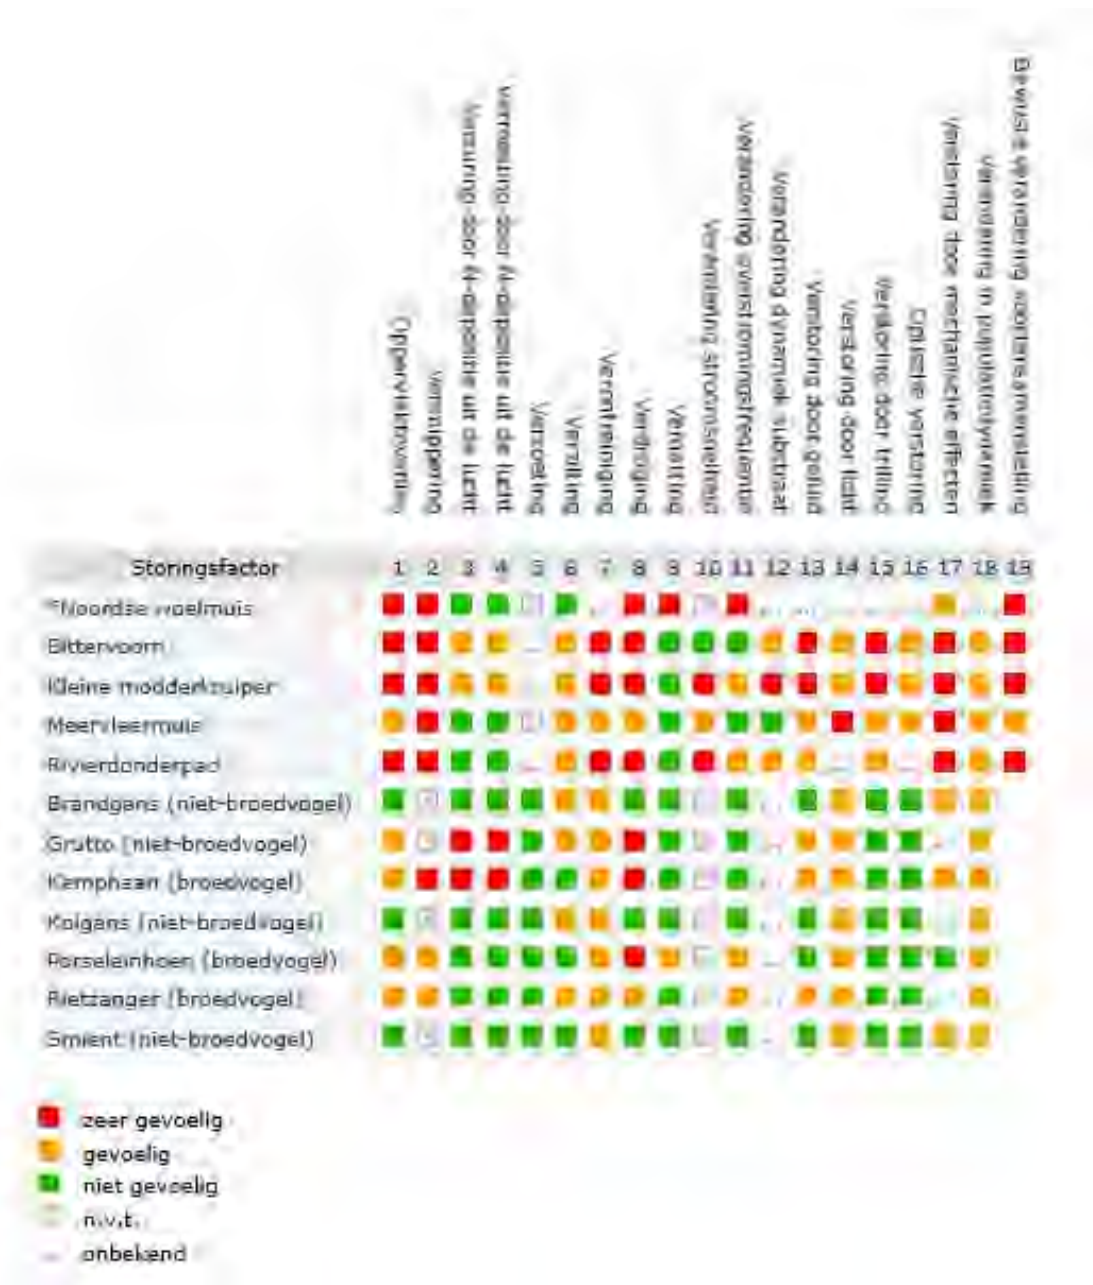 Oppervlakteverlies
Verzuring door N-depositie uit de lucht
Vermesting door N-depositie uit de lucht
Verzoeting
Verzilting
Verontreiniging
Verdroging
Vernatting
Verandering stroomsnelheid
Verandering overstromingsfrequentie
Verandering dynamiek substraat
Verstoring door geluid
Verstoring door licht
Verstoring door trilling
Optische verstoring
Verstoring door mechanische effecten
Verandering in populatiedynamiek
Bewuste verandering soortensamenstelling
Storingsfactor 1 2 3 4 5 6 7 8 9 10 11 12 13 14 15 16 17 18 19
*Noordse woelmuis
Bittervoorn
Kleine modderkruiper
Meervleermuis
Rivierdonderpad
Brandgans (niet-broedvogel)
Grutto (niet-broedvogel)
Kemphaan (broedvogel)
Kolgans (niet-broedvogel)
Porseleinhoen (broedvogel)
Rietzanger (broedvogel)
Smient (niet-broedvogel)
zeer gevoelig
gevoelig
niet gevoelig
n.v.t.
onbekend